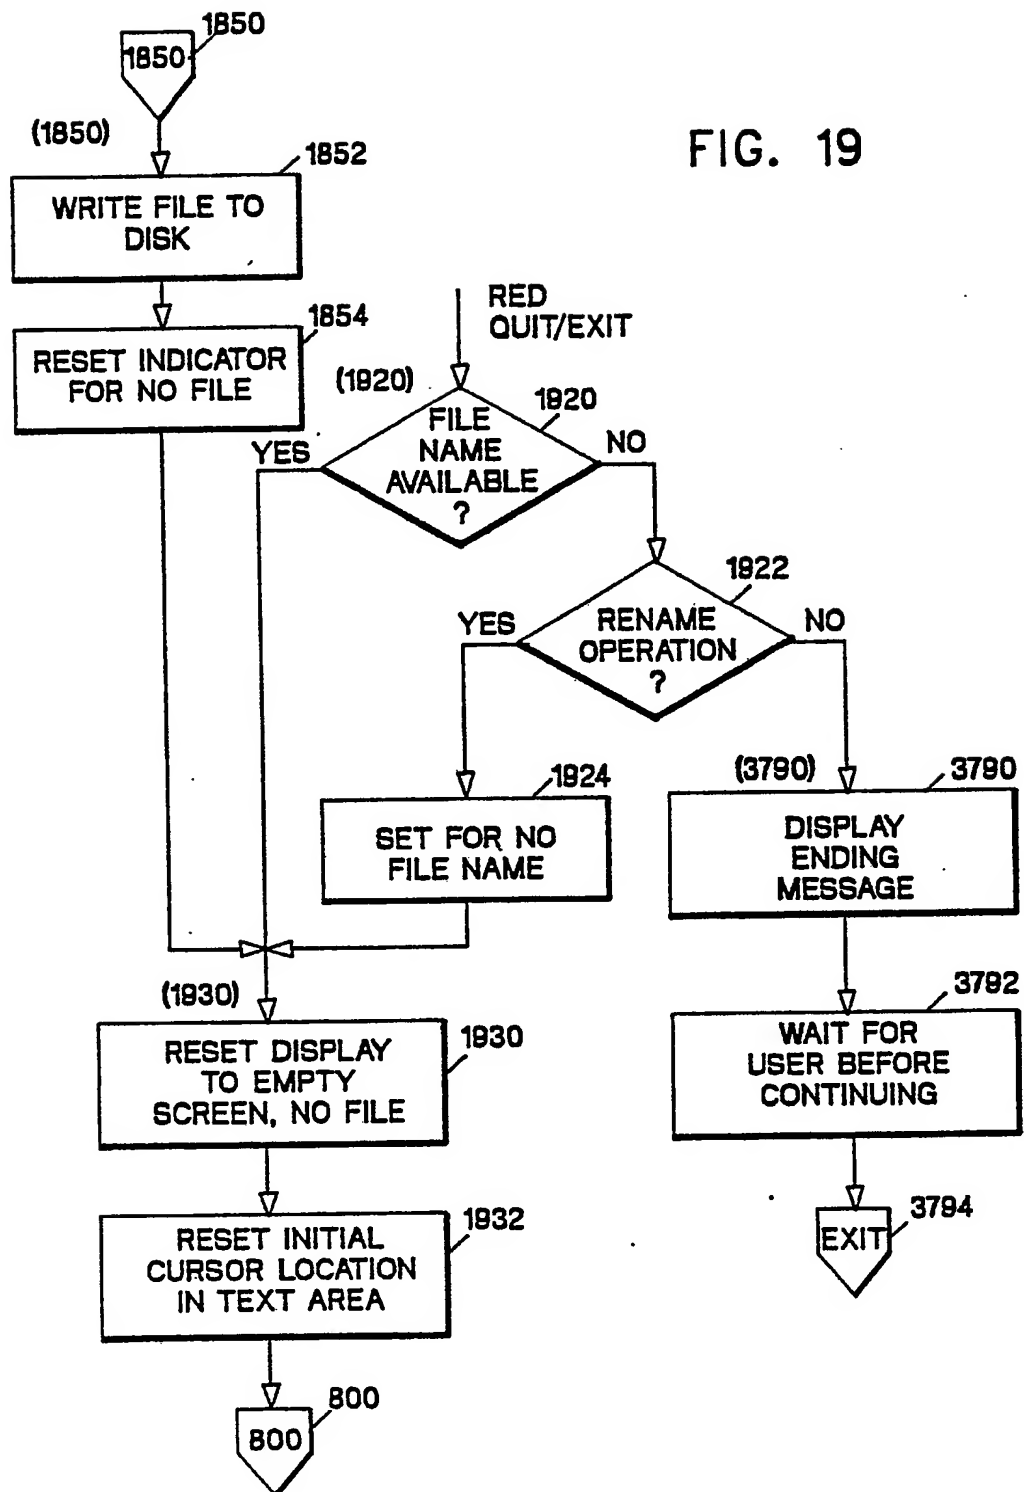 1850
1850
(1850)
FIG. 19
1852
WRITE FILE TO
DISK
1854
RESET INDICATOR
FOR NO FILE
RED
QUIT/EXIT
(1920)
1920
FILE
NAME
AVAILABLE
?
YES
NO
1922
RENAME
OPERATION
?
YES
NO
1924
SET FOR NO
FILE NAME
(3790)
3790
DISPLAY
ENDING
MESSAGE
(1930)
1930
RESET DISPLAY
TO EMPTY
SCREEN, NO FILE
3792
WAIT FOR
USER BEFORE
CONTINUING
1932
RESET INITIAL
CURSOR LOCATION
IN TEXT AREA
3794
EXIT
800
800